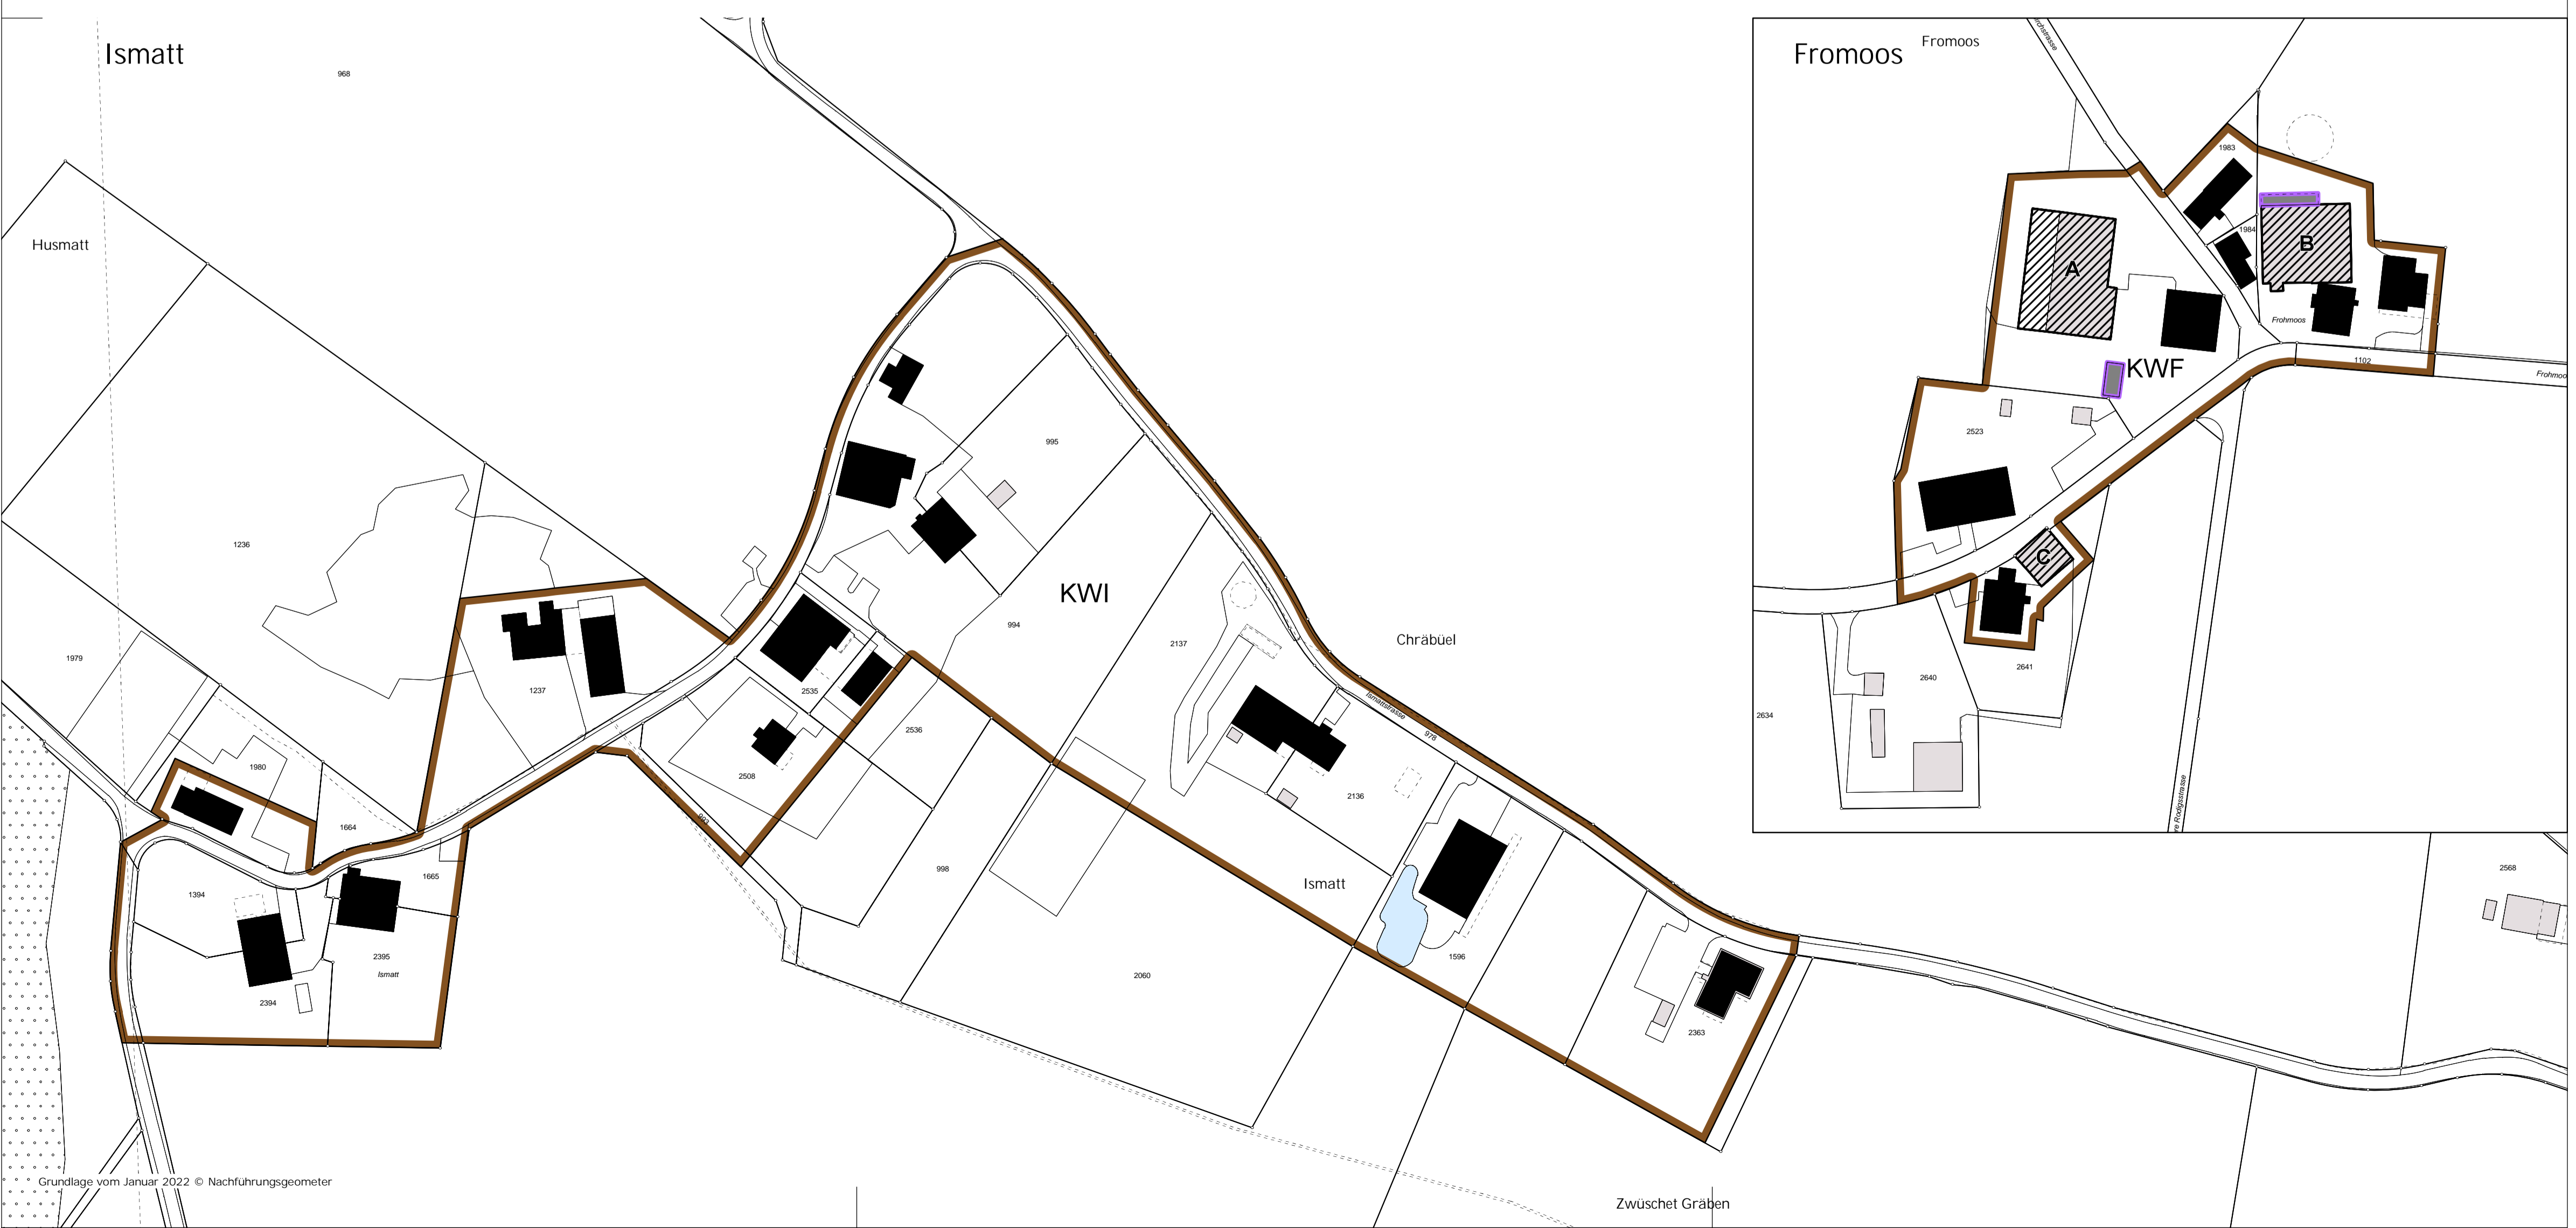 Ismatt
968
Husmatt
1236
1979
1237
1980
1664
1394
1665
2395
Ismatt
2394
995
KWI
994
2137
Chräbüel
2535
2536
2508
993
998
2060
Ismattstrasse
978
2136
Ismatt
1596
2363
2568
Zwüschet Gräben
Grundlage vom Januar 2022 © Nachführungsgeometer
Fromoos
Fromoos
1983
1984
A
B
Frohmoos
KWF
1102
2523
C
2641
2640
2634